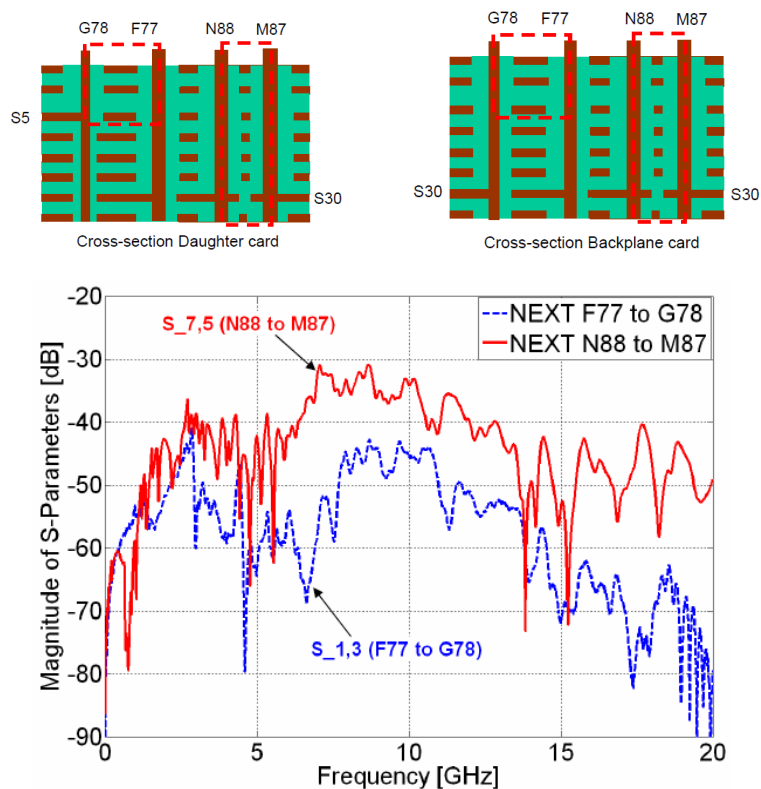 G78 F77 N88 M87
G78 F77 N88 M87
S5
S30
S30
S30
Cross-section Daughter card
Cross-section Backplane card
-20
-30
-40
-50
-60
-70
-80
-90
Magnitude of S-Parameters [dB]
S_7,5 (N88 to M87)
NEXT F77 to G78
NEXT N88 to M87
S_1,3 (F77 to G78)
0 5 10 15 20
Frequency [GHz]